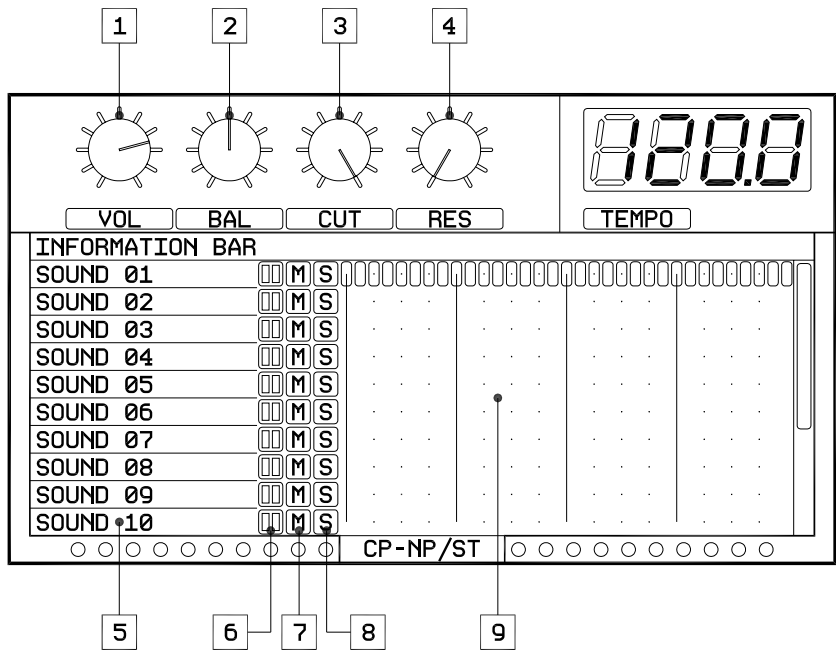 1 2 3 4
120.0
VOL BAL CUT RES TEMPO
INFORMATION BAR
SOUND 01 M S
SOUND 02 M S
SOUND 03 M S
SOUND 04 M S
SOUND 05 M S
SOUND 06 M S
SOUND 07 M S
SOUND 08 M S
SOUND 09 M S
SOUND 10 M S
CP-NP/ST
5 6 7 8 9